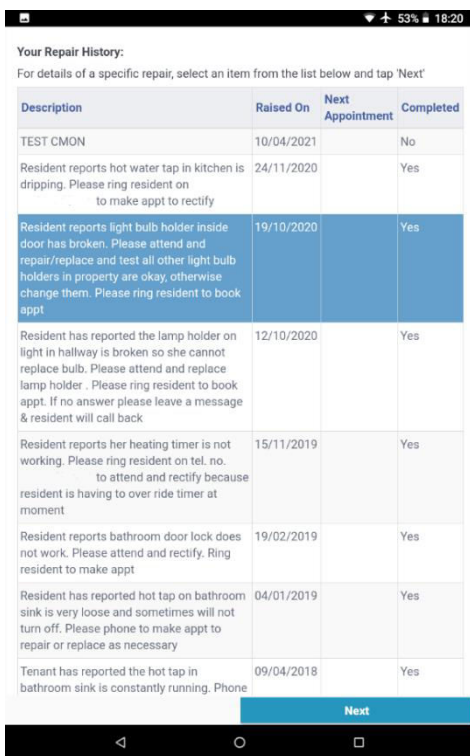 53% 18:20
Your Repair History:
For details of a specific repair, select an item from the list below and tap 'Next'
Description Raised On Next Appointment Completed
TEST CMON 10/04/2021 No
Resident reports hot water tap in kitchen is 24/11/2020 Yes
dripping. Please ring resident on
to make appt to rectify
Resident reports light bulb holder inside 19/10/2020 Yes
door has broken. Please attend and
repair/replace and test all other light bulb
holders in property are okay, otherwise
change them. Please ring resident to book
appt
Resident has reported the lamp holder on 12/10/2020 Yes
light in hallway is broken so she cannot
replace bulb. Please attend and replace
lamp holder . Please ring resident to book
appt. If no answer please leave a message
& resident will call back
Resident reports her heating timer is not 15/11/2019 Yes
working. Please ring resident on tel. no.
to attend and rectify because
resident is having to over ride timer at
moment
Resident reports bathroom door lock does 19/02/2019 Yes
not work. Please attend and rectify. Ring
resident to make appt
Resident has reported hot tap on bathroom 04/01/2019 Yes
sink is very loose and sometimes will not
turn off. Please phone to make appt to
repair or replace as necessary
Tenant has reported the hot tap in 09/04/2018 Yes
bathroom sink is constantly running. Phone
Next